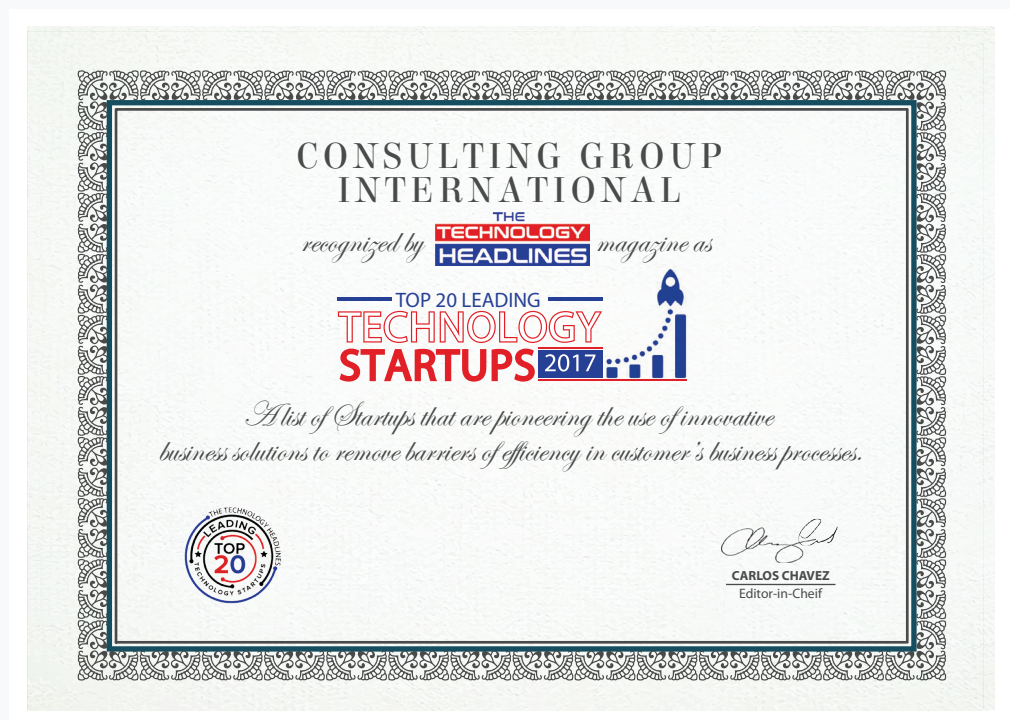 CONSULTING GROUP
INTERNATIONAL
THE
TECHNOLOGY
HEADLINES
recognized by magazine as
TOP 20 LEADING
TECHNOLOGY
STARTUPS 2017
A list of Startups that are pioneering the use of innovative
business solutions to remove barriers of efficiency in customer's business processes.
THE TECHNOLOGY HEADLINES
LEADING
TOP
20
TECHNOLOGY STARTUPS
CARLOS CHAVEZ
Editor-in-Cheif